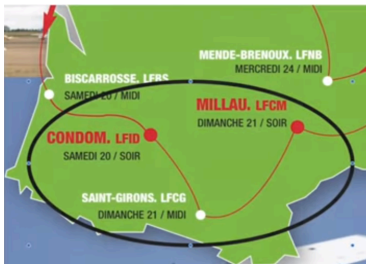 MENDE-BRENOUX. LFNB
MERCREDI 24 / MIDI
BISCARROSSE. LFBS
SAMEDI 20 / MIDI
MILLAU. LFCM
DIMANCHE 21 / SOIR
CONDOM. LFID
SAMEDI 20 / SOIR
SAINT-GIRONS. LFCG
DIMANCHE 21 / MIDI